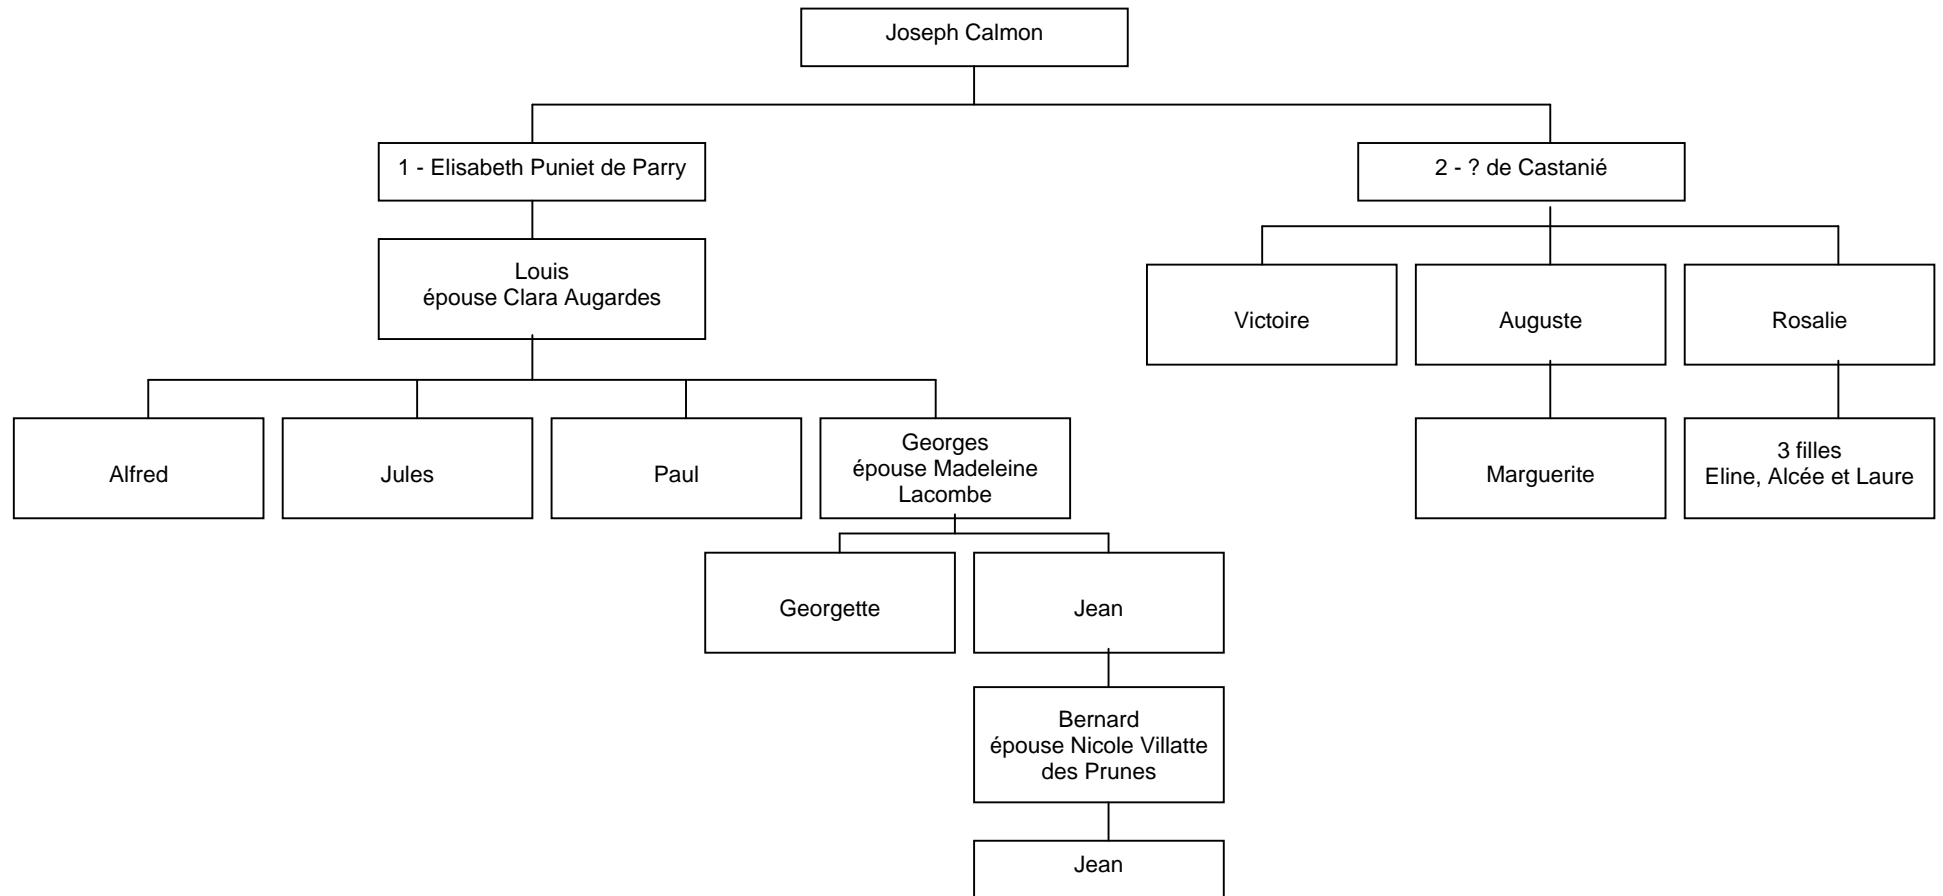 Joseph Calmon
1 - Elisabeth Puniet de Parry
2 - ? de Castanié
Louis
épouse Clara Augardes
Victoire
Auguste
Rosalie
Alfred
Jules
Paul
Georges
épouse Madeleine
Lacombe
Marguerite
3 filles
Eline, Alcée et Laure
Georgette
Jean
Bernard
épouse Nicole Villatte
des Prunes
Jean